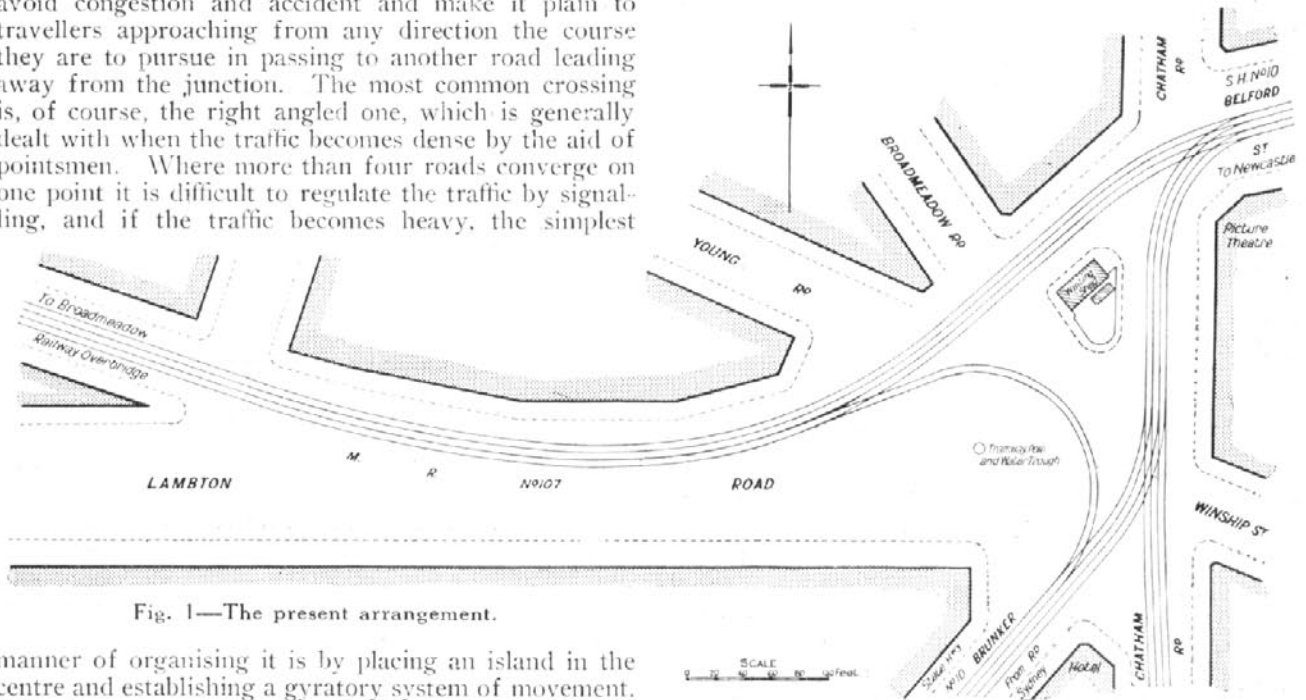 avoid congestion and accident and make it plain to
travellers approaching from any direction the course
they are to pursue in passing to another road leading
away from the junction. The most common crossing
is, of course, the right angled one, which is generally
dealt with when the traffic becomes dense by the aid of
pointsmen. Where more than four roads converge on
one point it is difficult to regulate the traffic by signal-
ling, and if the traffic becomes heavy, the simplest
CHATHAM
RD
S.H. No10
BELFORD
ST
To Newcastle
BROADMEADOW RD
YOUNG RD
Picture
Theatre
To Broadmeadow
Railway Overbridge
Tramway Pole
and Water Trough
LAMBTON M. R. No107 ROAD
WINSHIP ST
Fig. 1—The present arrangement.
manner of organising it is by placing an island in the
centre and establishing a gyratory system of movement.
SCALE
feet
State Hwy
No10
BRUNKER
RD
From
Sydney
Hotel
CHATHAM
RD